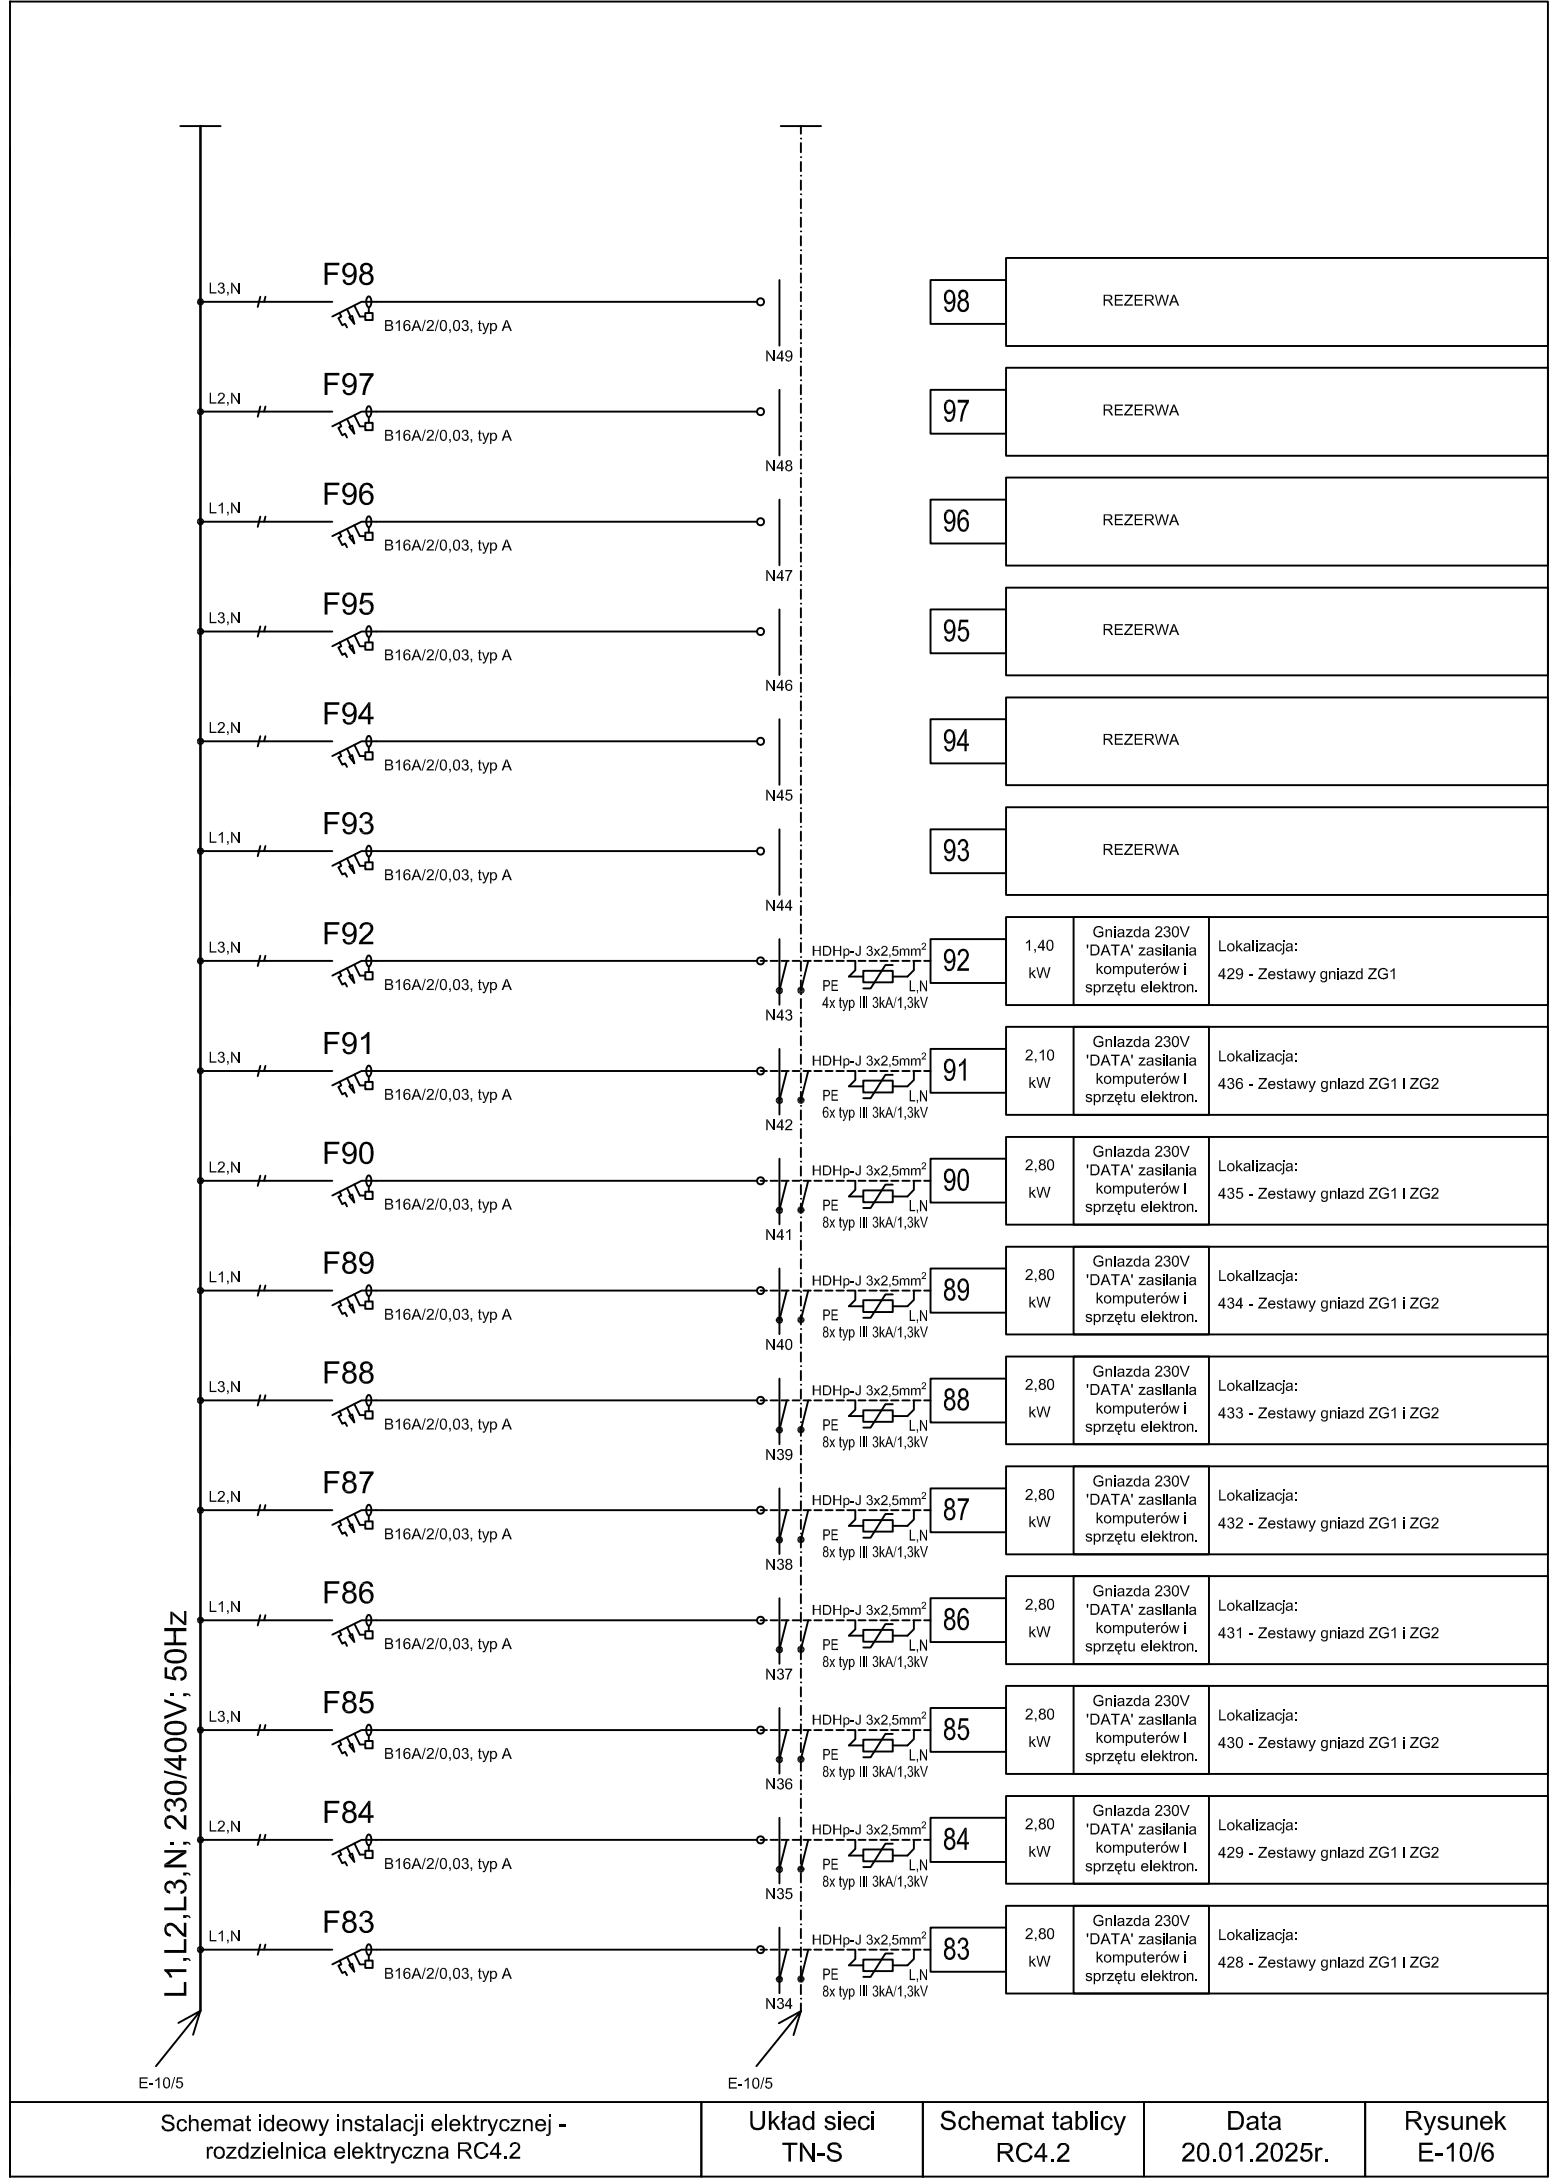 F98
L3,N
B16A/2/0,03, typ A
N49
98
REZERWA
F97
L2,N
B16A/2/0,03, typ A
N48
97
REZERWA
F96
L1,N
B16A/2/0,03, typ A
N47
96
REZERWA
F95
L3,N
B16A/2/0,03, typ A
N46
95
REZERWA
F94
L2,N
B16A/2/0,03, typ A
N45
94
REZERWA
F93
L1,N
B16A/2/0,03, typ A
N44
93
REZERWA
F92
L3,N
B16A/2/0,03, typ A
N43
HDHp-J 3x2,5mm²
PE L,N
4x typ III 3kA/1,3kV
92
1,40
kW
Gniazda 230V
'DATA' zasilania
komputerów i
sprzętu elektron.
Lokalizacja:
429 - Zestawy gniazd ZG1
F91
L3,N
B16A/2/0,03, typ A
N42
HDHp-J 3x2,5mm²
PE L,N
6x typ III 3kA/1,3kV
91
2,10
kW
Gniazda 230V
'DATA' zasilania
komputerów i
sprzętu elektron.
Lokalizacja:
436 - Zestawy gniazd ZG1 i ZG2
F90
L2,N
B16A/2/0,03, typ A
N41
HDHp-J 3x2,5mm²
PE L,N
8x typ III 3kA/1,3kV
90
2,80
kW
Gniazda 230V
'DATA' zasilania
komputerów i
sprzętu elektron.
Lokalizacja:
435 - Zestawy gniazd ZG1 i ZG2
F89
L1,N
B16A/2/0,03, typ A
N40
HDHp-J 3x2,5mm²
PE L,N
8x typ III 3kA/1,3kV
89
2,80
kW
Gniazda 230V
'DATA' zasilania
komputerów i
sprzętu elektron.
Lokalizacja:
434 - Zestawy gniazd ZG1 i ZG2
F88
L3,N
B16A/2/0,03, typ A
N39
HDHp-J 3x2,5mm²
PE L,N
8x typ III 3kA/1,3kV
88
2,80
kW
Gniazda 230V
'DATA' zasilania
komputerów i
sprzętu elektron.
Lokalizacja:
433 - Zestawy gniazd ZG1 i ZG2
F87
L2,N
B16A/2/0,03, typ A
N38
HDHp-J 3x2,5mm²
PE L,N
8x typ III 3kA/1,3kV
87
2,80
kW
Gniazda 230V
'DATA' zasilania
komputerów i
sprzętu elektron.
Lokalizacja:
432 - Zestawy gniazd ZG1 i ZG2
F86
L1,N
B16A/2/0,03, typ A
N37
HDHp-J 3x2,5mm²
PE L,N
8x typ III 3kA/1,3kV
86
2,80
kW
Gniazda 230V
'DATA' zasilania
komputerów i
sprzętu elektron.
Lokalizacja:
431 - Zestawy gniazd ZG1 i ZG2
F85
L3,N
B16A/2/0,03, typ A
N36
HDHp-J 3x2,5mm²
PE L,N
8x typ III 3kA/1,3kV
85
2,80
kW
Gniazda 230V
'DATA' zasilania
komputerów i
sprzętu elektron.
Lokalizacja:
430 - Zestawy gniazd ZG1 i ZG2
F84
L2,N
B16A/2/0,03, typ A
N35
HDHp-J 3x2,5mm²
PE L,N
8x typ III 3kA/1,3kV
84
2,80
kW
Gniazda 230V
'DATA' zasilania
komputerów i
sprzętu elektron.
Lokalizacja:
429 - Zestawy gniazd ZG1 i ZG2
F83
L1,N
B16A/2/0,03, typ A
N34
HDHp-J 3x2,5mm²
PE L,N
8x typ III 3kA/1,3kV
83
2,80
kW
Gniazda 230V
'DATA' zasilania
komputerów i
sprzętu elektron.
Lokalizacja:
428 - Zestawy gniazd ZG1 i ZG2
L1,L2,L3,N; 230/400V; 50Hz
E-10/5
E-10/5
Schemat ideowy instalacji elektrycznej -
rozdzielnica elektryczna RC4.2
Układ sieci
TN-S
Schemat tablicy
RC4.2
Data
20.01.2025r.
Rysunek
E-10/6